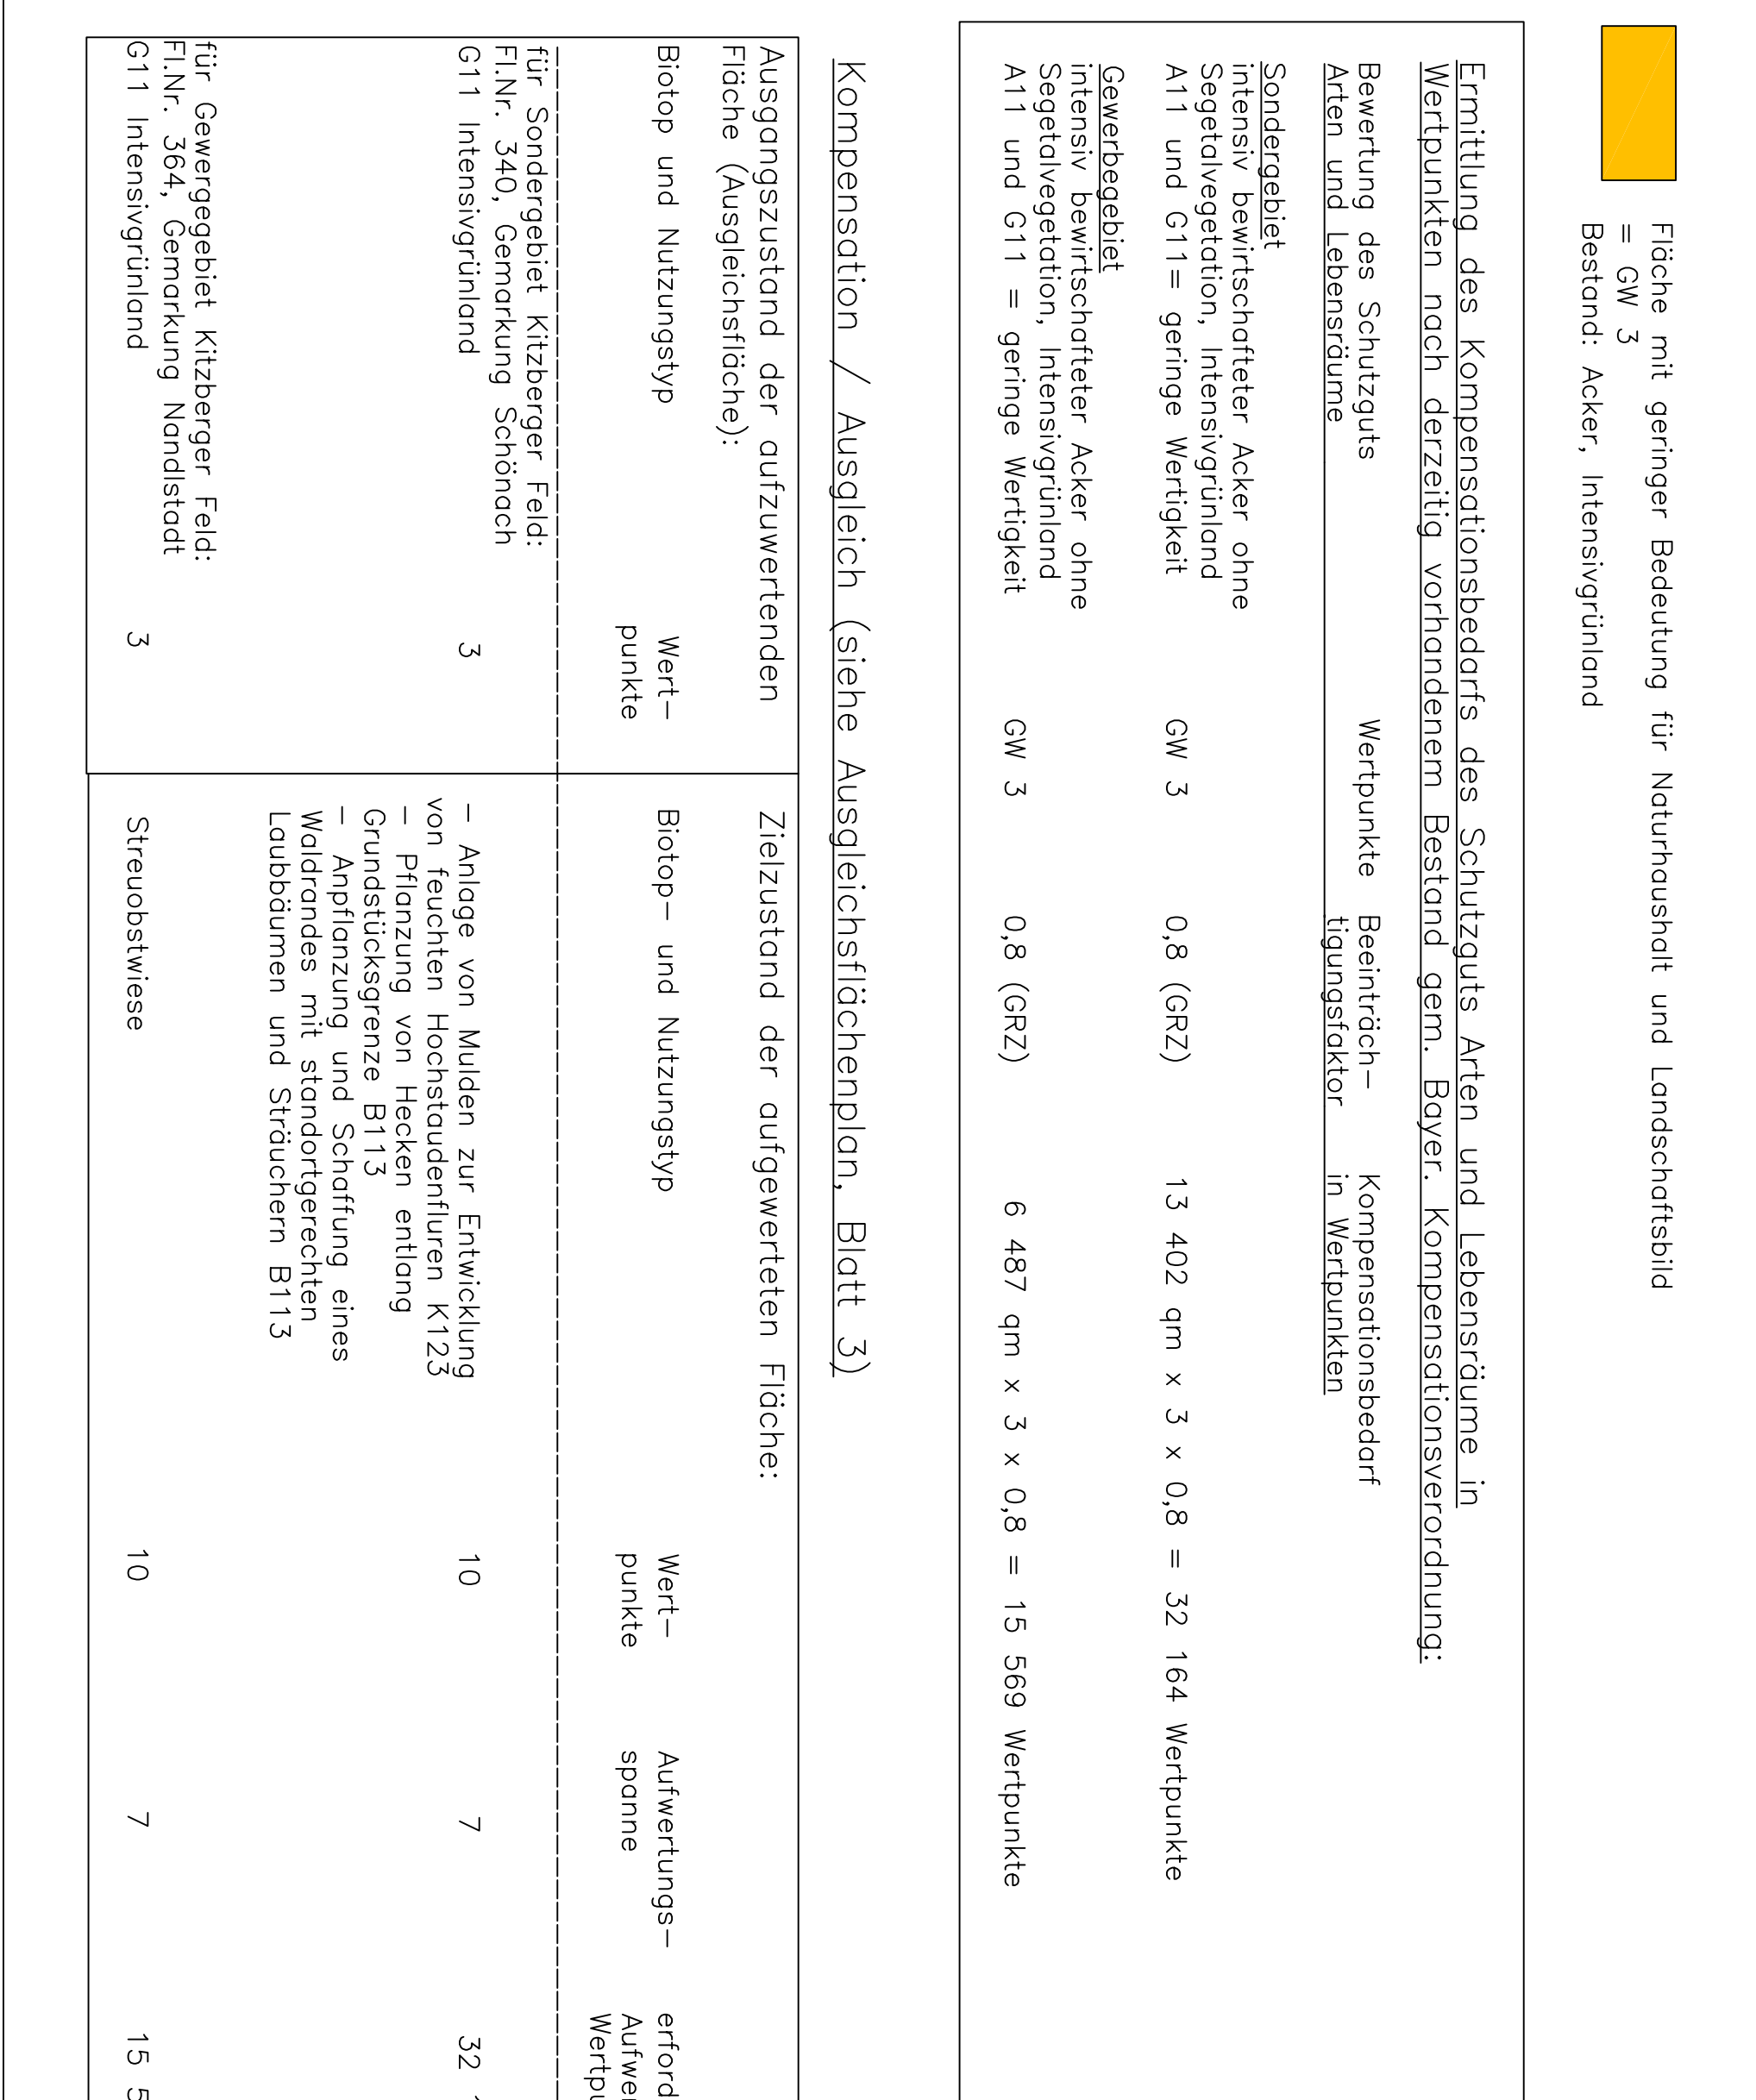 Fläche mit geringer Bedeutung für Naturhaushalt und Landschaftsbild
= GW 3
Bestand: Acker, Intensivgrünland
Ermittlung des Kompensationsbedarfs des Schutzguts Arten und Lebensräume in
Wertpunkten nach derzeitig vorhandenem Bestand gem. Bayer. Kompensationsverordnung:
Bewertung des Schutzguts Wertpunkte Beeinträch- Kompensationsbedarf
Arten und Lebensräume tigungsfaktor in Wertpunkten
Sondergebiet
intensiv bewirtschafteter Acker ohne
Segetalvegetation, Intensivgrünland
A11 und G11= geringe Wertigkeit GW 3 0,8 (GRZ) 13 402 qm x 3 x 0,8 = 32 164 Wertpunkte
Gewerbegebiet
intensiv bewirtschafteter Acker ohne
Segetalvegetation, Intensivgrünland
A11 und G11 = geringe Wertigkeit GW 3 0,8 (GRZ) 6 487 qm x 3 x 0,8 = 15 569 Wertpunkte
Kompensation / Ausgleich (siehe Ausgleichsflächenplan, Blatt 3)
Ausgangszustand der aufzuwertenden Zielzustand der aufgewerteten Fläche:
Fläche (Ausgleichsfläche):
Biotop und Nutzungstyp Wert- Biotop- und Nutzungstyp Wert- Aufwertungs- erford
punkte punkte spanne Aufwer
Wertpu
für Sondergebiet Kitzberger Feld:
Fl.Nr. 340, Gemarkung Schönach
G11 Intensivgrünland 3 - Anlage von Mulden zur Entwicklung 10 7 32
von feuchten Hochstaudenfluren K123
- Pflanzung von Hecken entlang
Grundstücksgrenze B113
- Anpflanzung und Schaffung eines
Waldrandes mit standortgerechten
Laubbäumen und Sträuchern B113
für Gewergegebiet Kitzberger Feld:
Fl.Nr. 364, Gemarkung Nandlstadt
G11 Intensivgrünland 3 Streuobstwiese 10 7 15 5